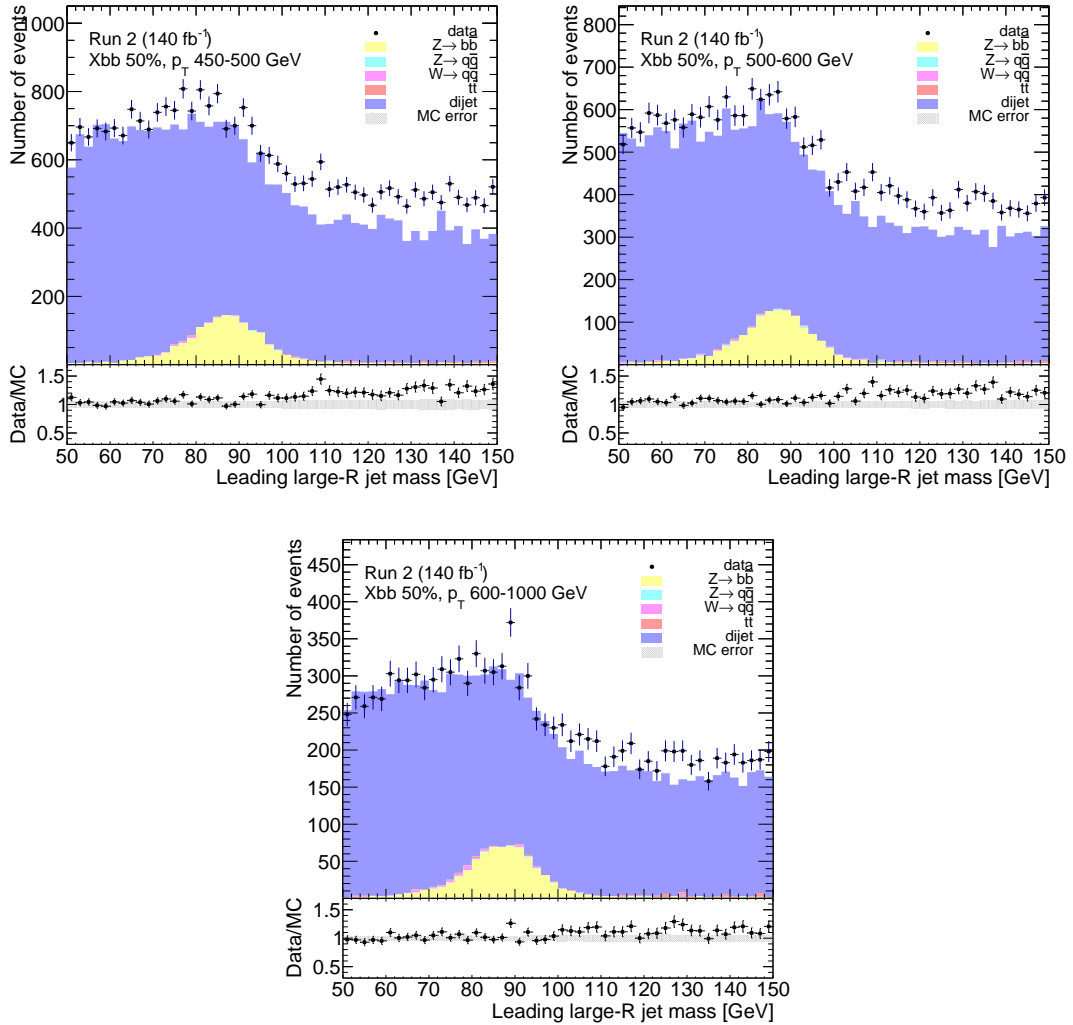 Number of events
1000
800
600
400
200
Run 2 (140 fb⁻¹)
Xbb 50%, p_T 450-500 GeV
data
Z→ bb̅
Z→ qq̅
W→ qq̅
tt̅
dijet
MC error
Data/MC
1.5
1
0.5
50 60 70 80 90 100 110 120 130 140 150
Leading large-R jet mass [GeV]
Number of events
800
700
600
500
400
300
200
100
Run 2 (140 fb⁻¹)
Xbb 50%, p_T 500-600 GeV
data
Z→ bb̅
Z→ qq̅
W→ qq̅
tt̅
dijet
MC error
Data/MC
1.5
1
0.5
50 60 70 80 90 100 110 120 130 140 150
Leading large-R jet mass [GeV]
Number of events
450
400
350
300
250
200
150
100
50
Run 2 (140 fb⁻¹)
Xbb 50%, p_T 600-1000 GeV
data
Z→ bb̅
Z→ qq̅
W→ qq̅
tt̅
dijet
MC error
Data/MC
1.5
1
0.5
50 60 70 80 90 100 110 120 130 140 150
Leading large-R jet mass [GeV]